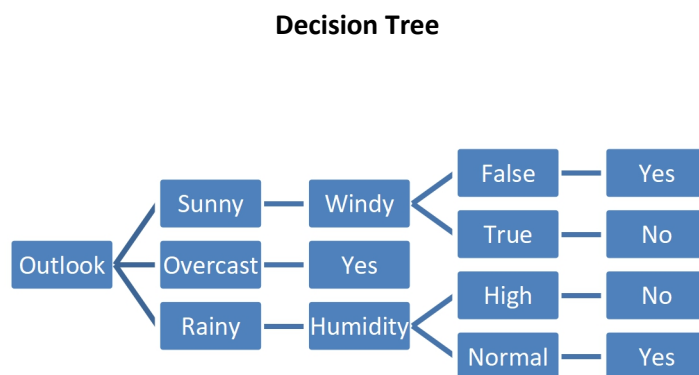 Decision Tree
False Yes
Sunny Windy
True No
Outlook Overcast Yes
High No
Rainy Humidity
Normal Yes